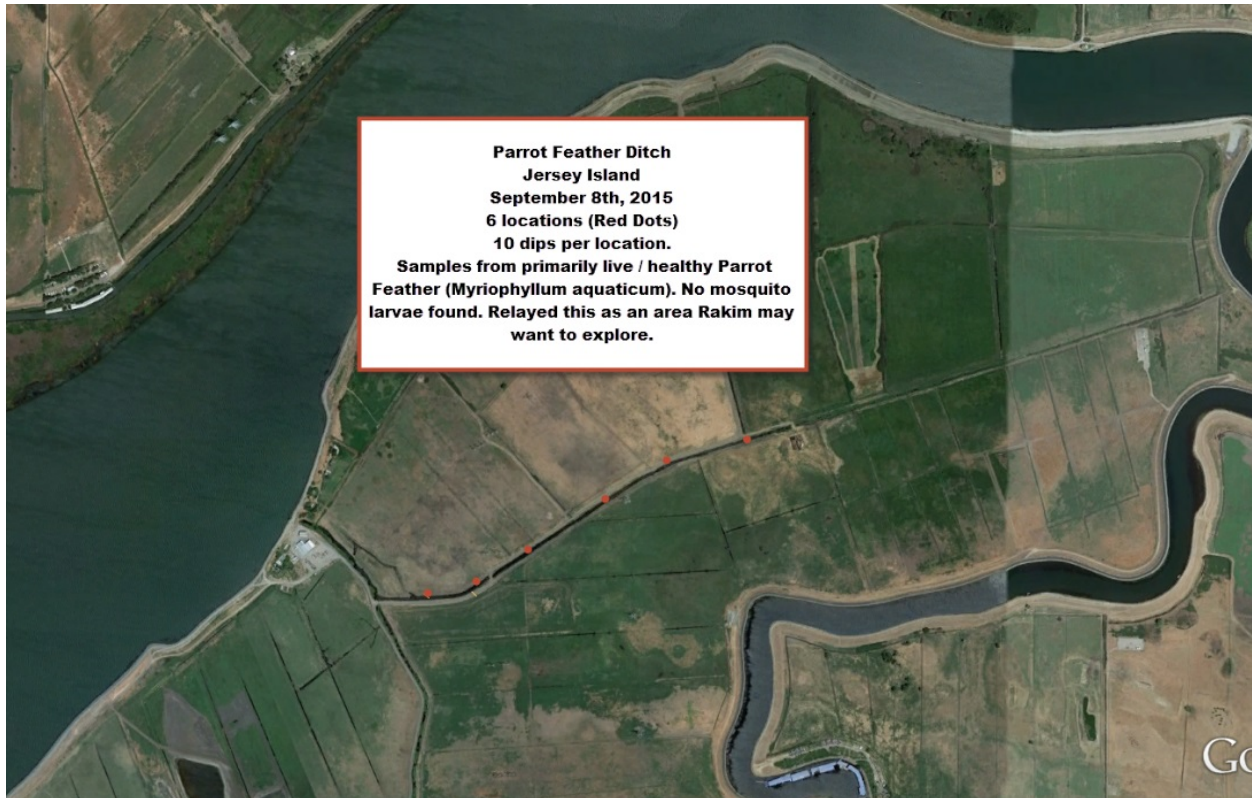 Parrot Feather Ditch
Jersey Island
September 8th, 2015
6 locations (Red Dots)
10 dips per location.
Samples from primarily live / healthy Parrot
Feather (Myriophyllum aquaticum). No mosquito
larvae found. Relayed this as an area Rakim may
want to explore.
Go